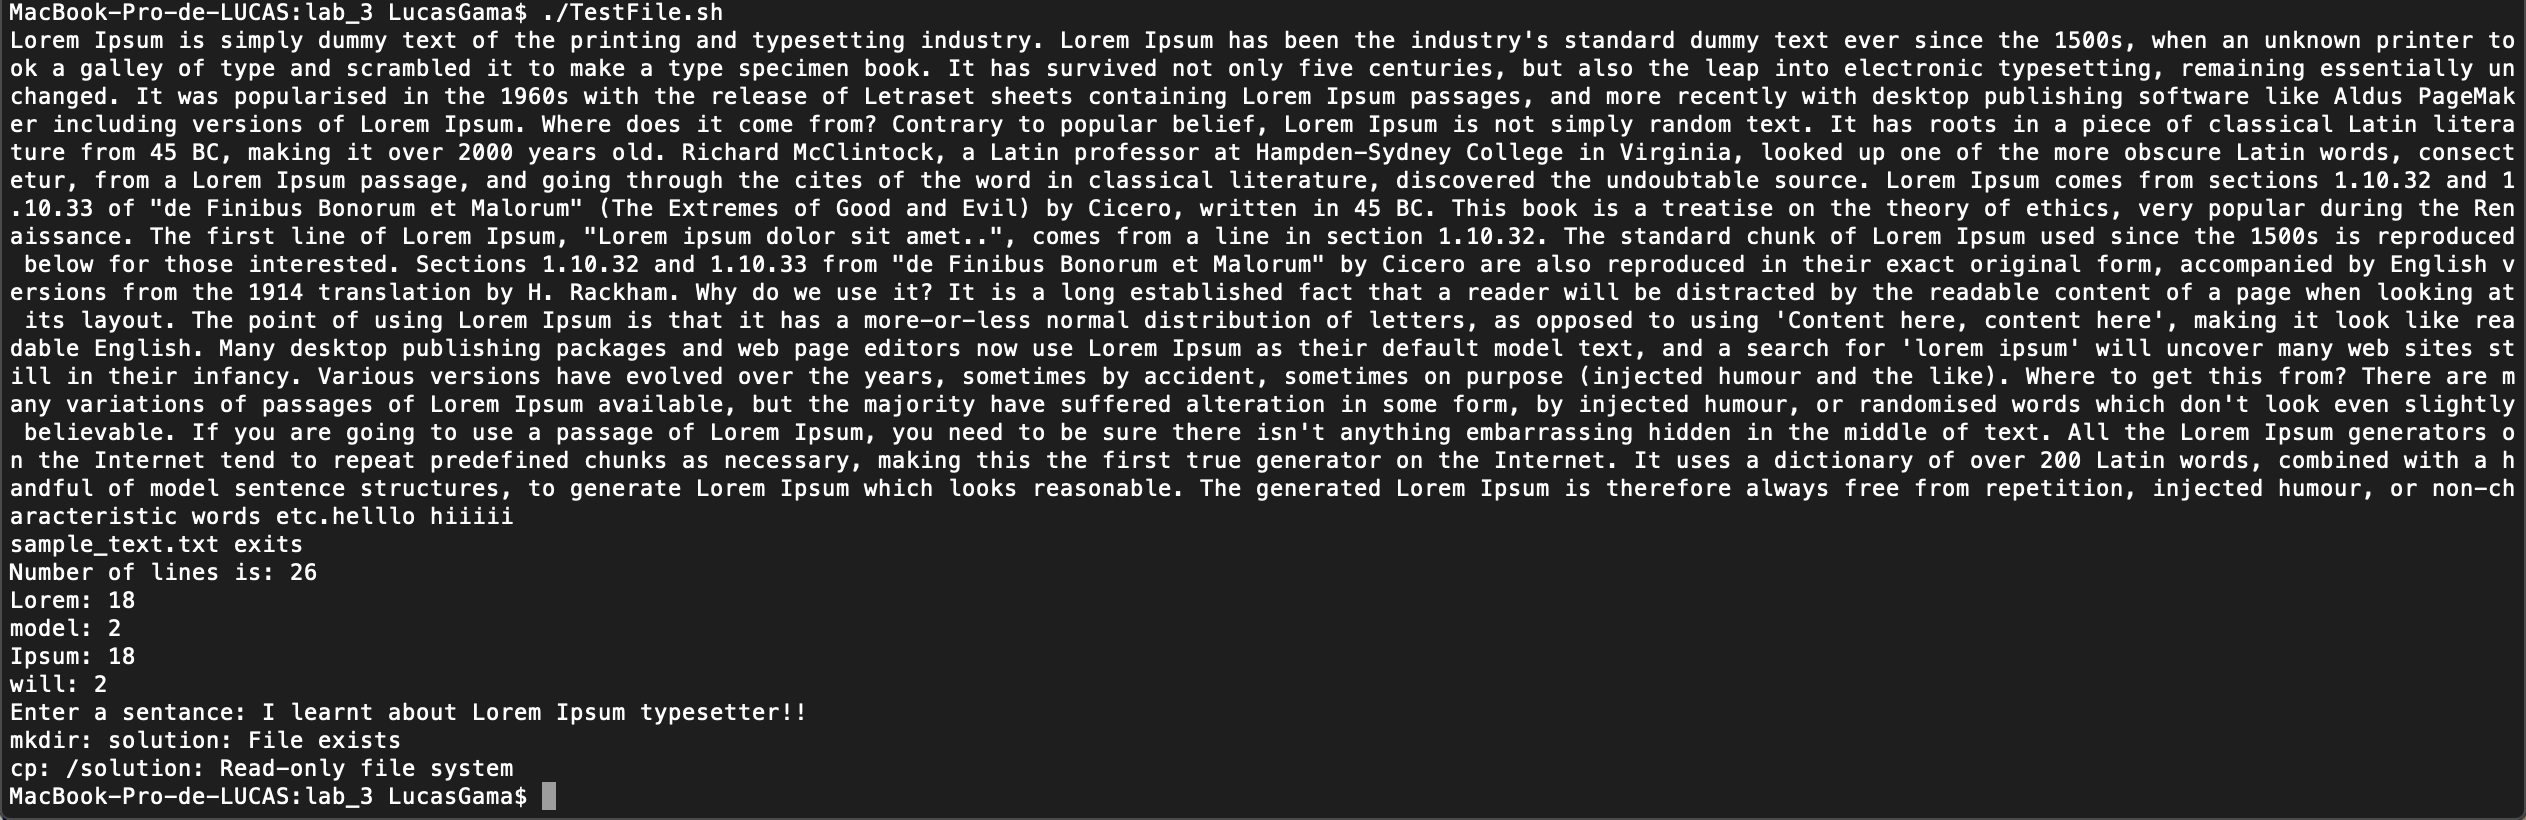 MacBook-Pro-de-LUCAS:lab_3 LucasGama$ ./TestFile.sh
Lorem Ipsum is simply dummy text of the printing and typesetting industry. Lorem Ipsum has been the industry's standard dummy text ever since the 1500s, when an unknown printer to
ok a galley of type and scrambled it to make a type specimen book. It has survived not only five centuries, but also the leap into electronic typesetting, remaining essentially un
changed. It was popularised in the 1960s with the release of Letraset sheets containing Lorem Ipsum passages, and more recently with desktop publishing software like Aldus PageMak
er including versions of Lorem Ipsum. Where does it come from? Contrary to popular belief, Lorem Ipsum is not simply random text. It has roots in a piece of classical Latin litera
ture from 45 BC, making it over 2000 years old. Richard McClintock, a Latin professor at Hampden-Sydney College in Virginia, looked up one of the more obscure Latin words, consect
etur, from a Lorem Ipsum passage, and going through the cites of the word in classical literature, discovered the undoubtable source. Lorem Ipsum comes from sections 1.10.32 and 1
.10.33 of "de Finibus Bonorum et Malorum" (The Extremes of Good and Evil) by Cicero, written in 45 BC. This book is a treatise on the theory of ethics, very popular during the Ren
aissance. The first line of Lorem Ipsum, "Lorem ipsum dolor sit amet..", comes from a line in section 1.10.32. The standard chunk of Lorem Ipsum used since the 1500s is reproduced
 below for those interested. Sections 1.10.32 and 1.10.33 from "de Finibus Bonorum et Malorum" by Cicero are also reproduced in their exact original form, accompanied by English v
ersions from the 1914 translation by H. Rackham. Why do we use it? It is a long established fact that a reader will be distracted by the readable content of a page when looking at
 its layout. The point of using Lorem Ipsum is that it has a more-or-less normal distribution of letters, as opposed to using 'Content here, content here', making it look like rea
dable English. Many desktop publishing packages and web page editors now use Lorem Ipsum as their default model text, and a search for 'lorem ipsum' will uncover many web sites st
ill in their infancy. Various versions have evolved over the years, sometimes by accident, sometimes on purpose (injected humour and the like). Where to get this from? There are m
any variations of passages of Lorem Ipsum available, but the majority have suffered alteration in some form, by injected humour, or randomised words which don't look even slightly
 believable. If you are going to use a passage of Lorem Ipsum, you need to be sure there isn't anything embarrassing hidden in the middle of text. All the Lorem Ipsum generators o
n the Internet tend to repeat predefined chunks as necessary, making this the first true generator on the Internet. It uses a dictionary of over 200 Latin words, combined with a h
andful of model sentence structures, to generate Lorem Ipsum which looks reasonable. The generated Lorem Ipsum is therefore always free from repetition, injected humour, or non-ch
aracteristic words etc.helllo hiiiii
sample_text.txt exits
Number of lines is: 26
Lorem: 18
model: 2
Ipsum: 18
will: 2
Enter a sentance: I learnt about Lorem Ipsum typesetter!!
mkdir: solution: File exists
cp: /solution: Read-only file system
MacBook-Pro-de-LUCAS:lab_3 LucasGama$